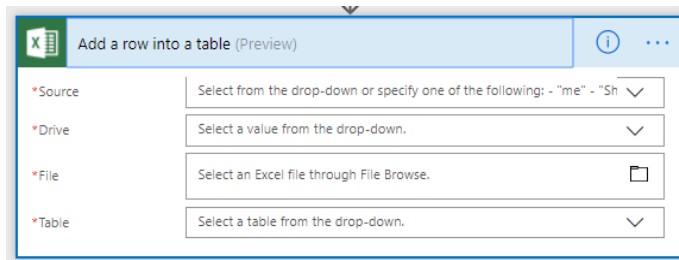 Add a row into a table (Preview)
*Source Select from the drop-down or specify one of the following: - "me" - "Sh
*Drive Select a value from the drop-down.
*File Select an Excel file through File Browse.
*Table Select a table from the drop-down.